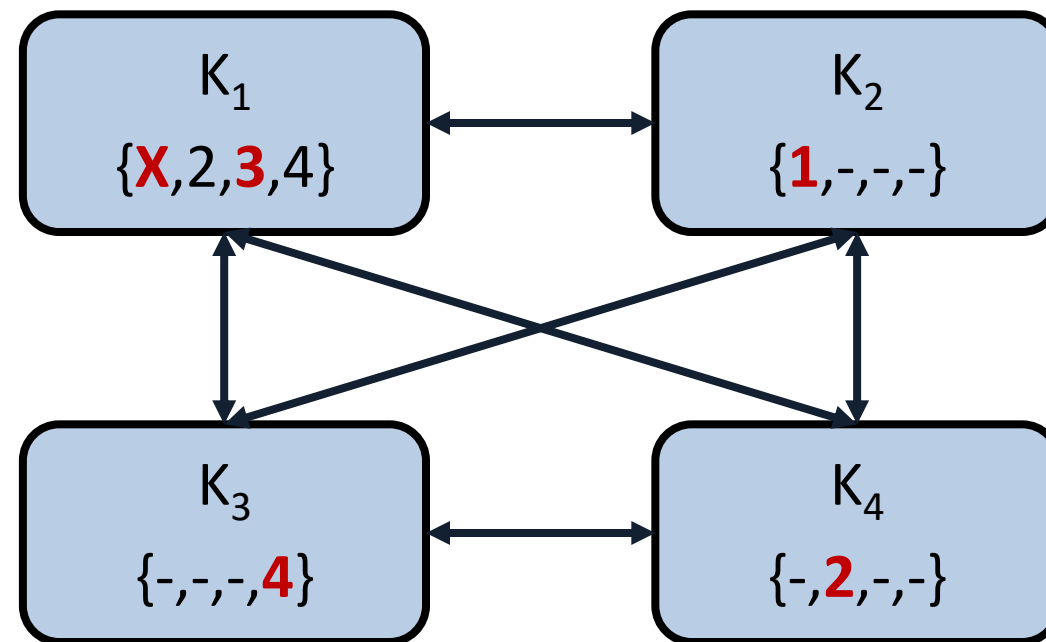 K₁
{X,2,3,4}
K₂
{1,-,-,-}
K₃
{-,-,-,4}
K₄
{-,2,-,-}